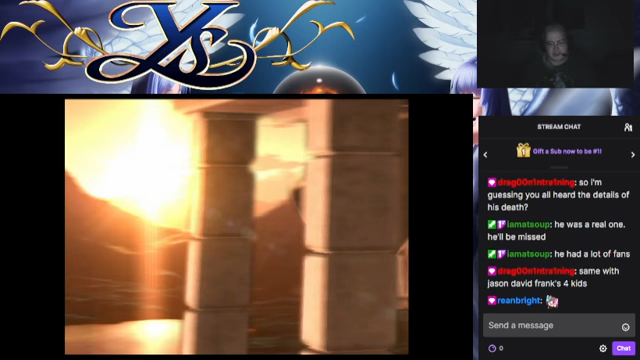 Ys
STREAM CHAT
Gift a Sub now to be #1!
drag00n1ntra1n1ng: so i'm
guessing you all heard the details of
his death?
iamatsoup: he was a real one.
he'll be missed
iamatsoup: he had a lot of fans
drag00n1ntra1n1ng: same with
jason david frank's 4 kids
reanbright:
Send a message
0
Chat